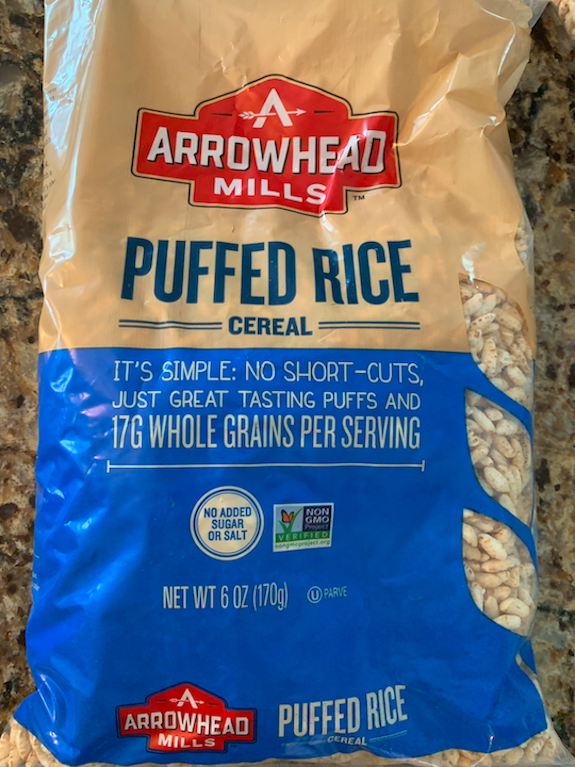 ARROWHEAD
MILLS
TM
PUFFED RICE
CEREAL
IT'S SIMPLE: NO SHORT-CUTS,
JUST GREAT TASTING PUFFS AND
17G WHOLE GRAINS PER SERVING
NO ADDED
SUGAR
OR SALT
NON
GMO
Project
VERIFIED
nongmoproject.org
NET WT 6 OZ (170g)
U PARVE
ARROWHEAD
MILLS
PUFFED RICE
CEREAL